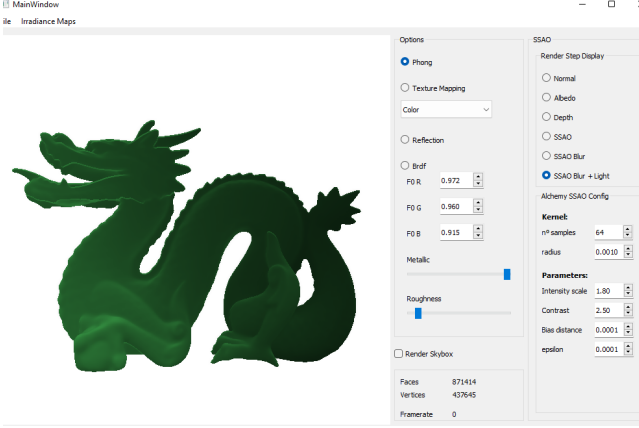 MainWindow
ile Irradiance Maps
Options
Phong
Texture Mapping
Color
Reflection
Brdf
F0 R 0.972
F0 G 0.960
F0 B 0.915
Metallic
Roughness
Render Skybox
Faces 871414
Vertices 437645
Framerate 0
SSAO
Render Step Display
Normal
Albedo
Depth
SSAO
SSAO Blur
SSAO Blur + Light
Alchemy SSAO Config
Kernel:
nº samples 64
radius 0.0010
Parameters:
Intensity scale 1.80
Contrast 2.50
Bias distance 0.0001
epsilon 0.0001